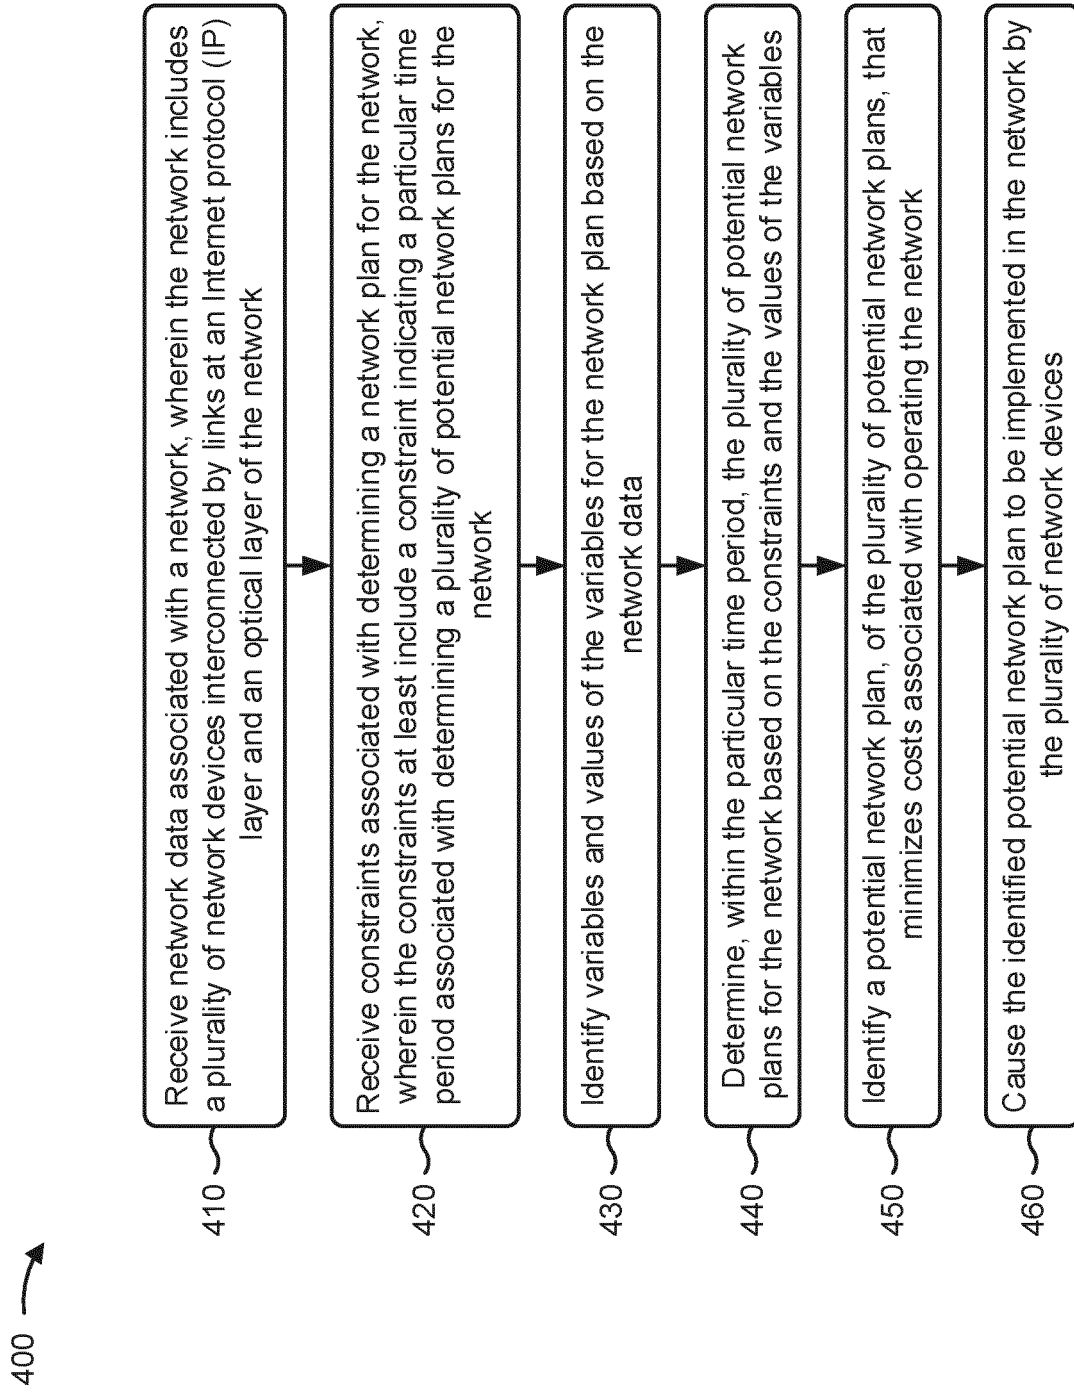 400
410
Receive network data associated with a network, wherein the network includes
a plurality of network devices interconnected by links at an Internet protocol (IP)
layer and an optical layer of the network
420
Receive constraints associated with determining a network plan for the network,
wherein the constraints at least include a constraint indicating a particular time
period associated with determining a plurality of potential network plans for the
network
430
Identify variables and values of the variables for the network plan based on the
network data
440
Determine, within the particular time period, the plurality of potential network
plans for the network based on the constraints and the values of the variables
450
Identify a potential network plan, of the plurality of potential network plans, that
minimizes costs associated with operating the network
460
Cause the identified potential network plan to be implemented in the network by
the plurality of network devices